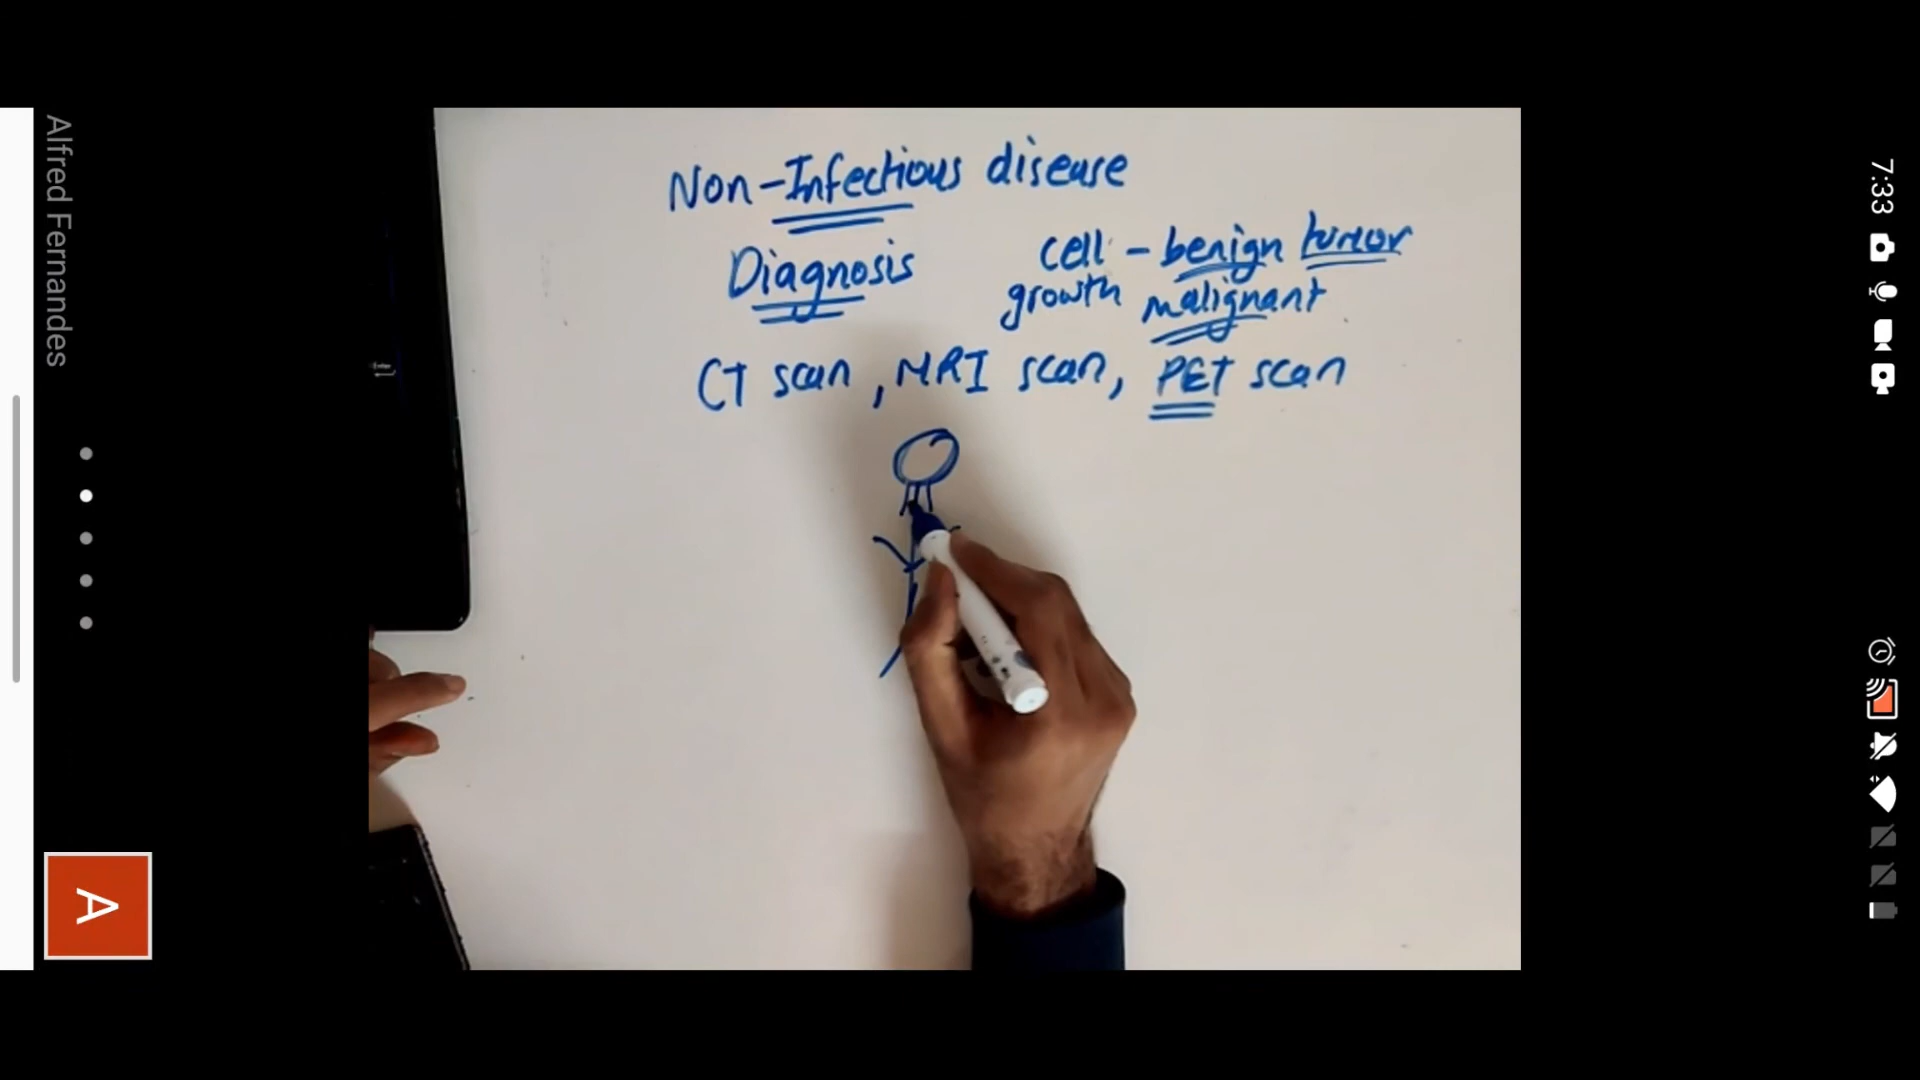 Alfred Fernandes
Non-Infectious disease
Diagnosis
cell - benign tumor
growth malignant
CT scan, MRI scan, PET scan
Enter
7:33
A